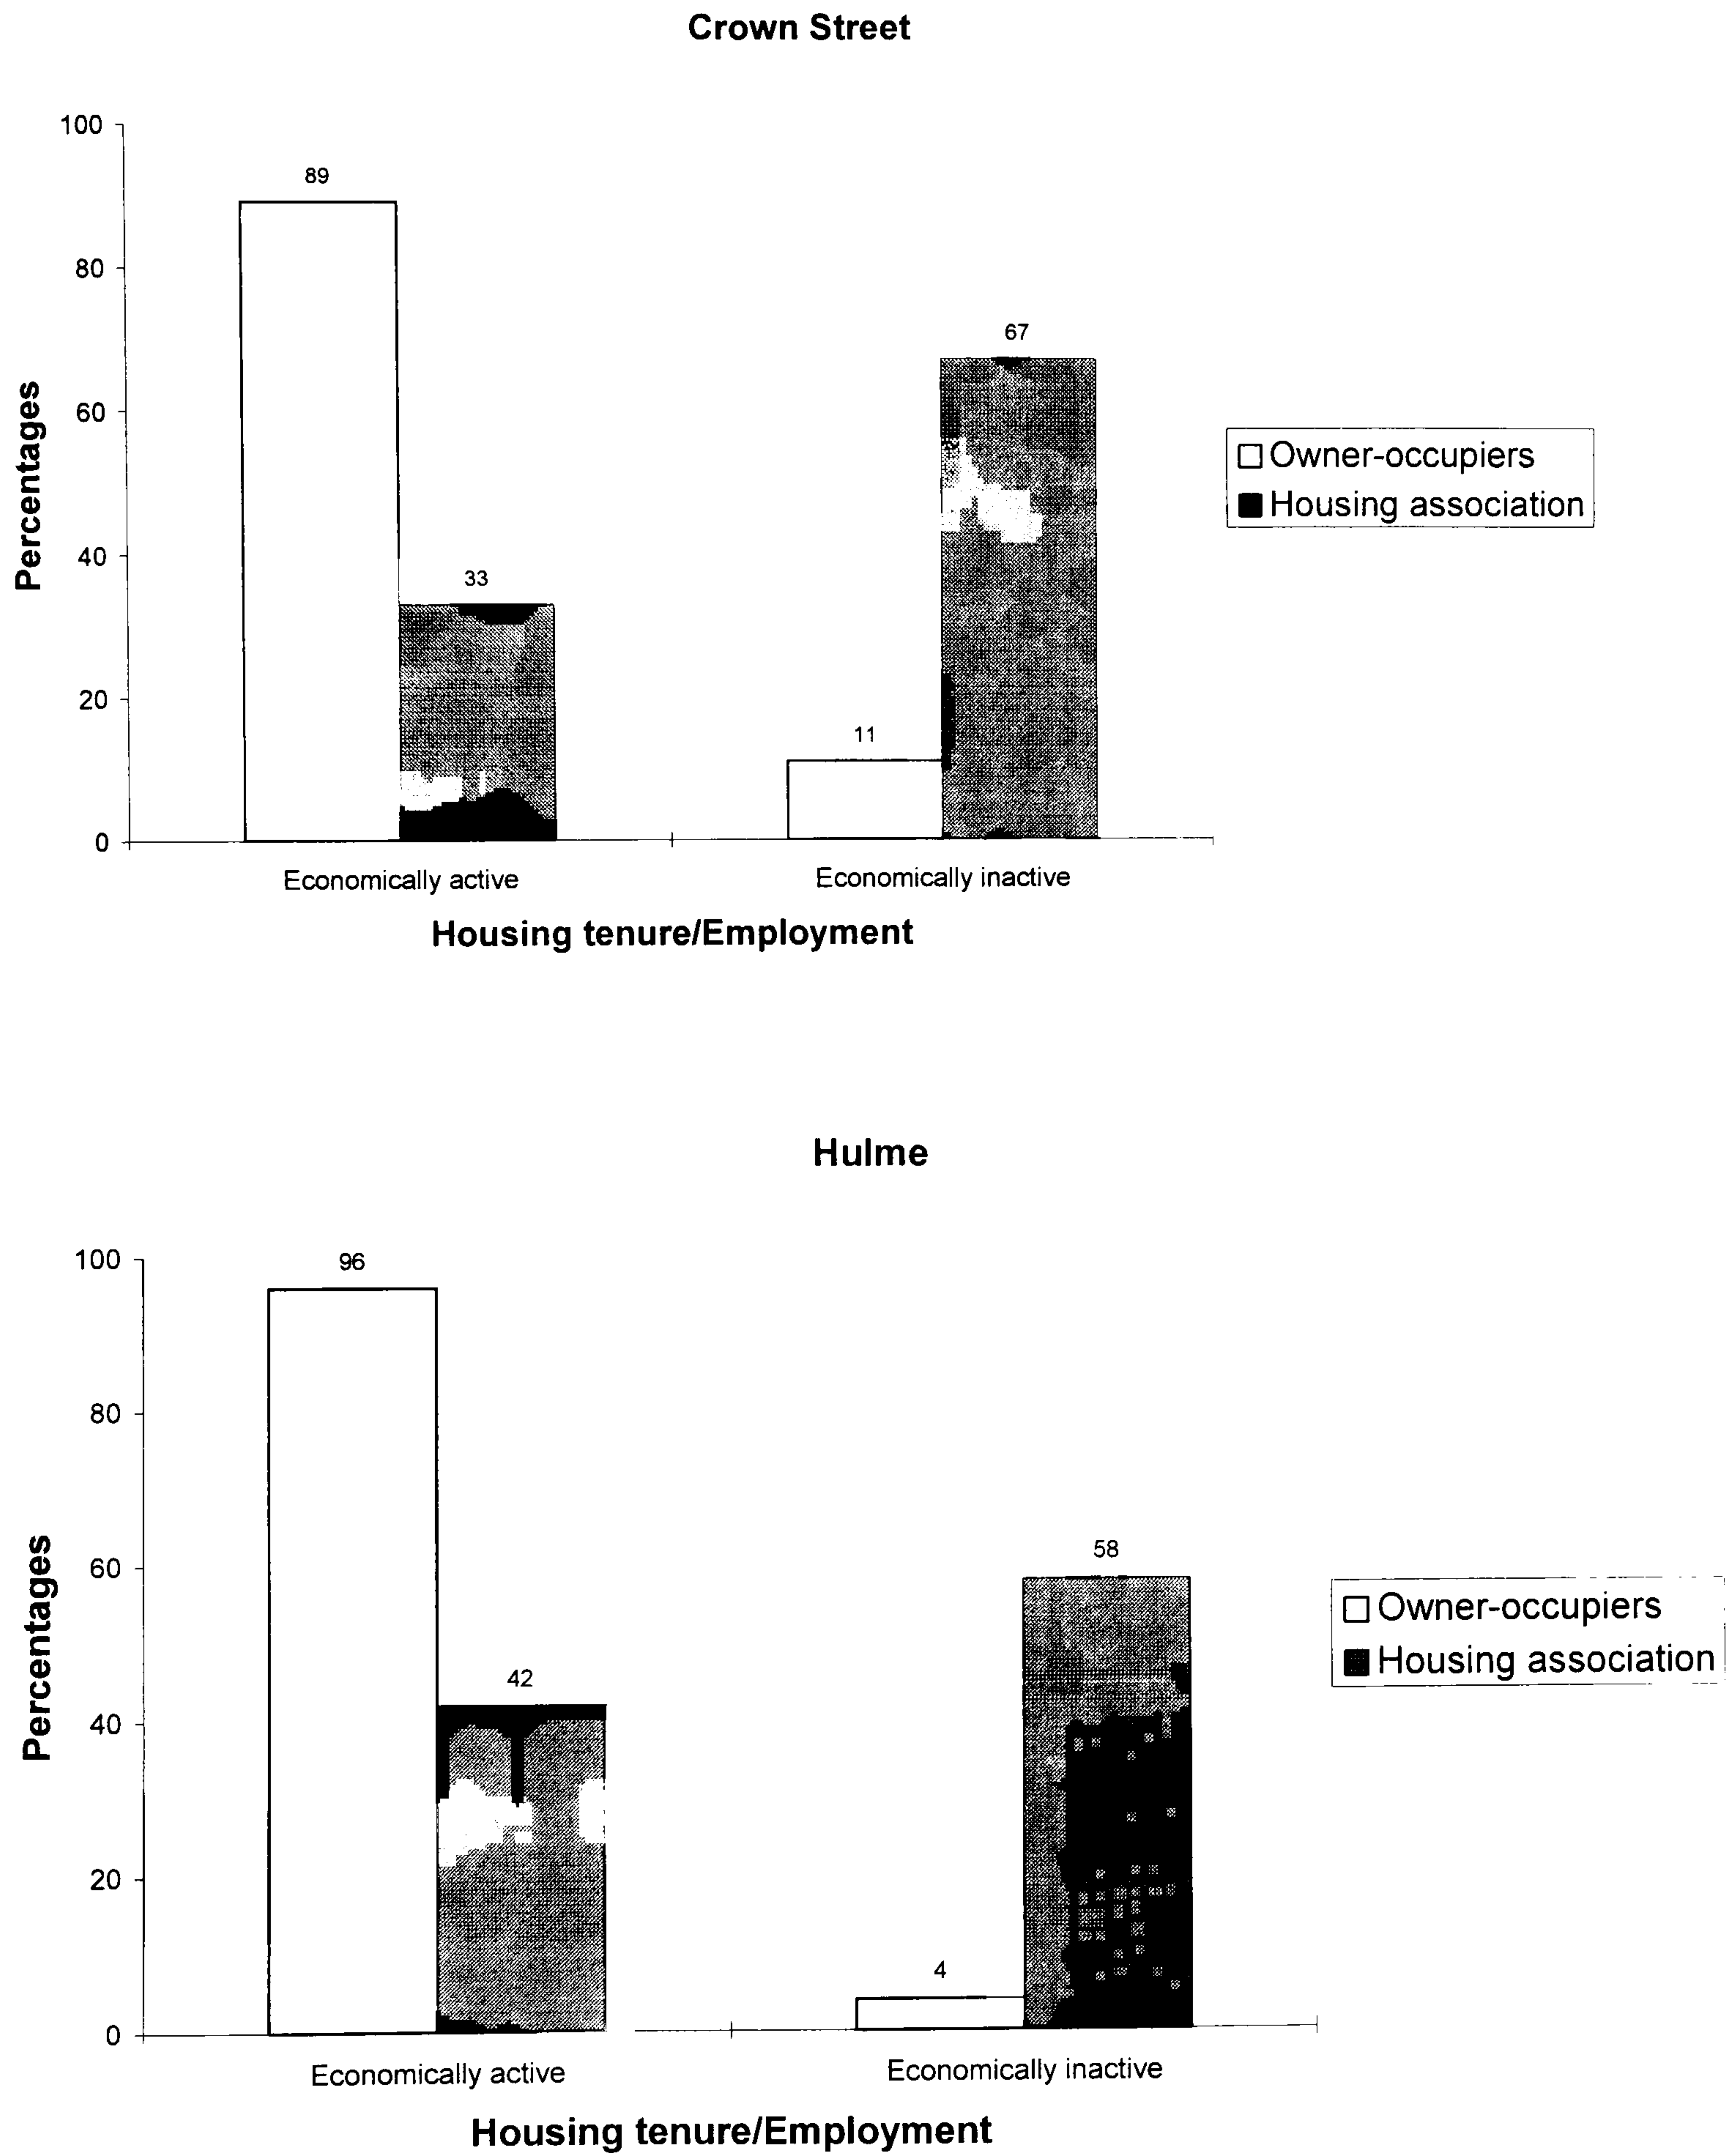 Crown Street
100
89
80
67
60
Percentages
Owner-occupiers
Housing association
40
33
20
11
0
Economically active
Economically inactive
Housing tenure/Employment
Hulme
100
96
80
60
58
Percentages
Owner-occupiers
Housing association
42
40
20
4
0
Economically active
Economically inactive
Housing tenure/Employment